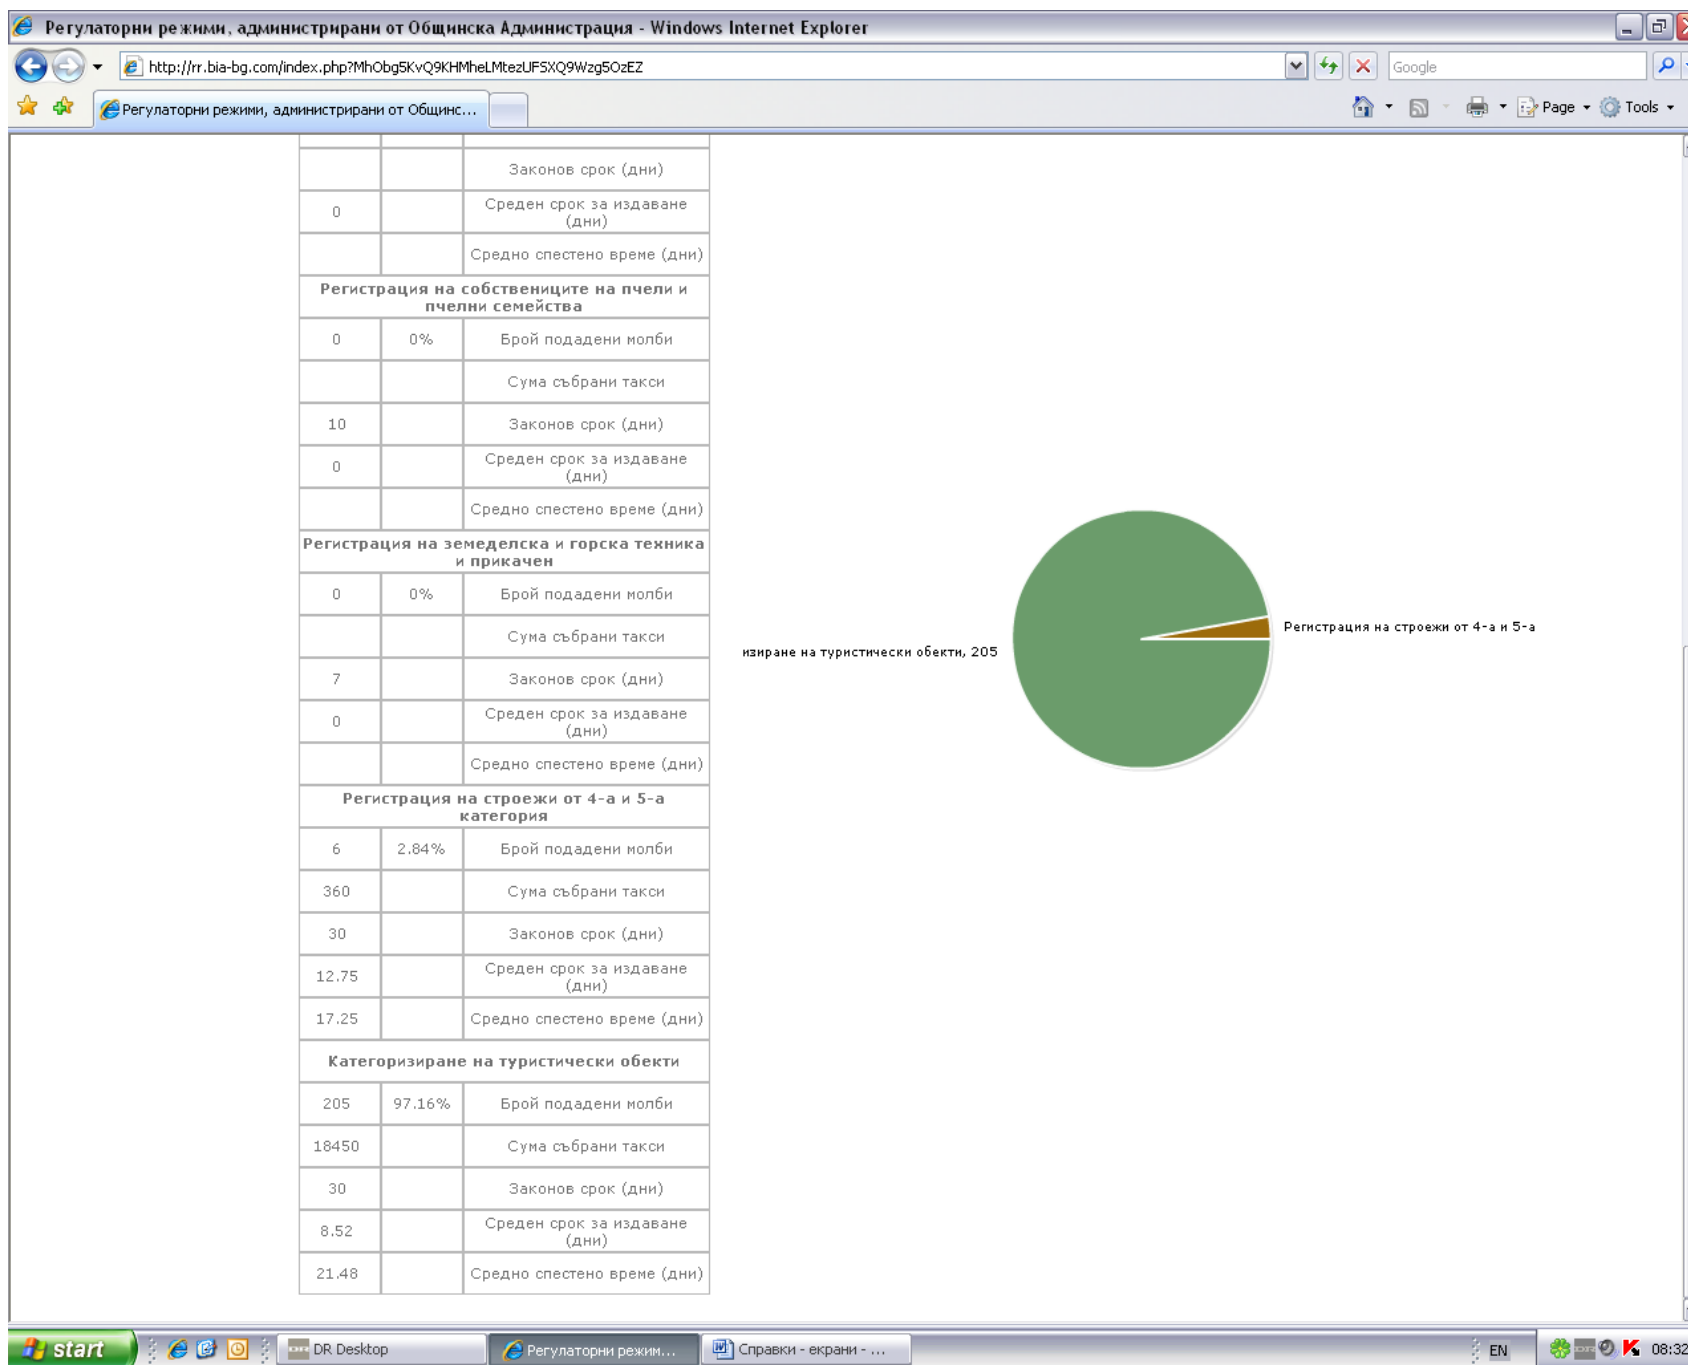 Регулаторни режими, администрирани от Общинска Администрация - Windows Internet Explorer
http://rr.bia-bg.com/index.php?MhObg5KvQ9KHMheLMtezUFSXQ9Wzg5OzEZ
Google
Регулаторни режими, администрирани от Общинс...
Page
Tools
Законов срок (дни)
0 Среден срок за издаване
(дни)
Средно спестено време (дни)
Регистрация на собствениците на пчели и
пчелни семейства
0 0% Брой подадени молби
Сума събрани такси
10 Законов срок (дни)
0 Среден срок за издаване
(дни)
Средно спестено време (дни)
Регистрация на земеделска и горска техника
и прикачен
0 0% Брой подадени молби
Сума събрани такси
7 Законов срок (дни)
0 Среден срок за издаване
(дни)
Средно спестено време (дни)
Регистрация на строежи от 4-а и 5-а
категория
6 2.84% Брой подадени молби
360 Сума събрани такси
30 Законов срок (дни)
12.75 Среден срок за издаване
(дни)
17.25 Средно спестено време (дни)
Категоризиране на туристически обекти
205 97.16% Брой подадени молби
18450 Сума събрани такси
30 Законов срок (дни)
8.52 Среден срок за издаване
(дни)
21.48 Средно спестено време (дни)
Регистрация на строежи от 4-а и 5-а
изиране на туристически обекти, 205
start
DR Desktop
Регулаторни режим...
Справки - екрани - ...
EN
08:32